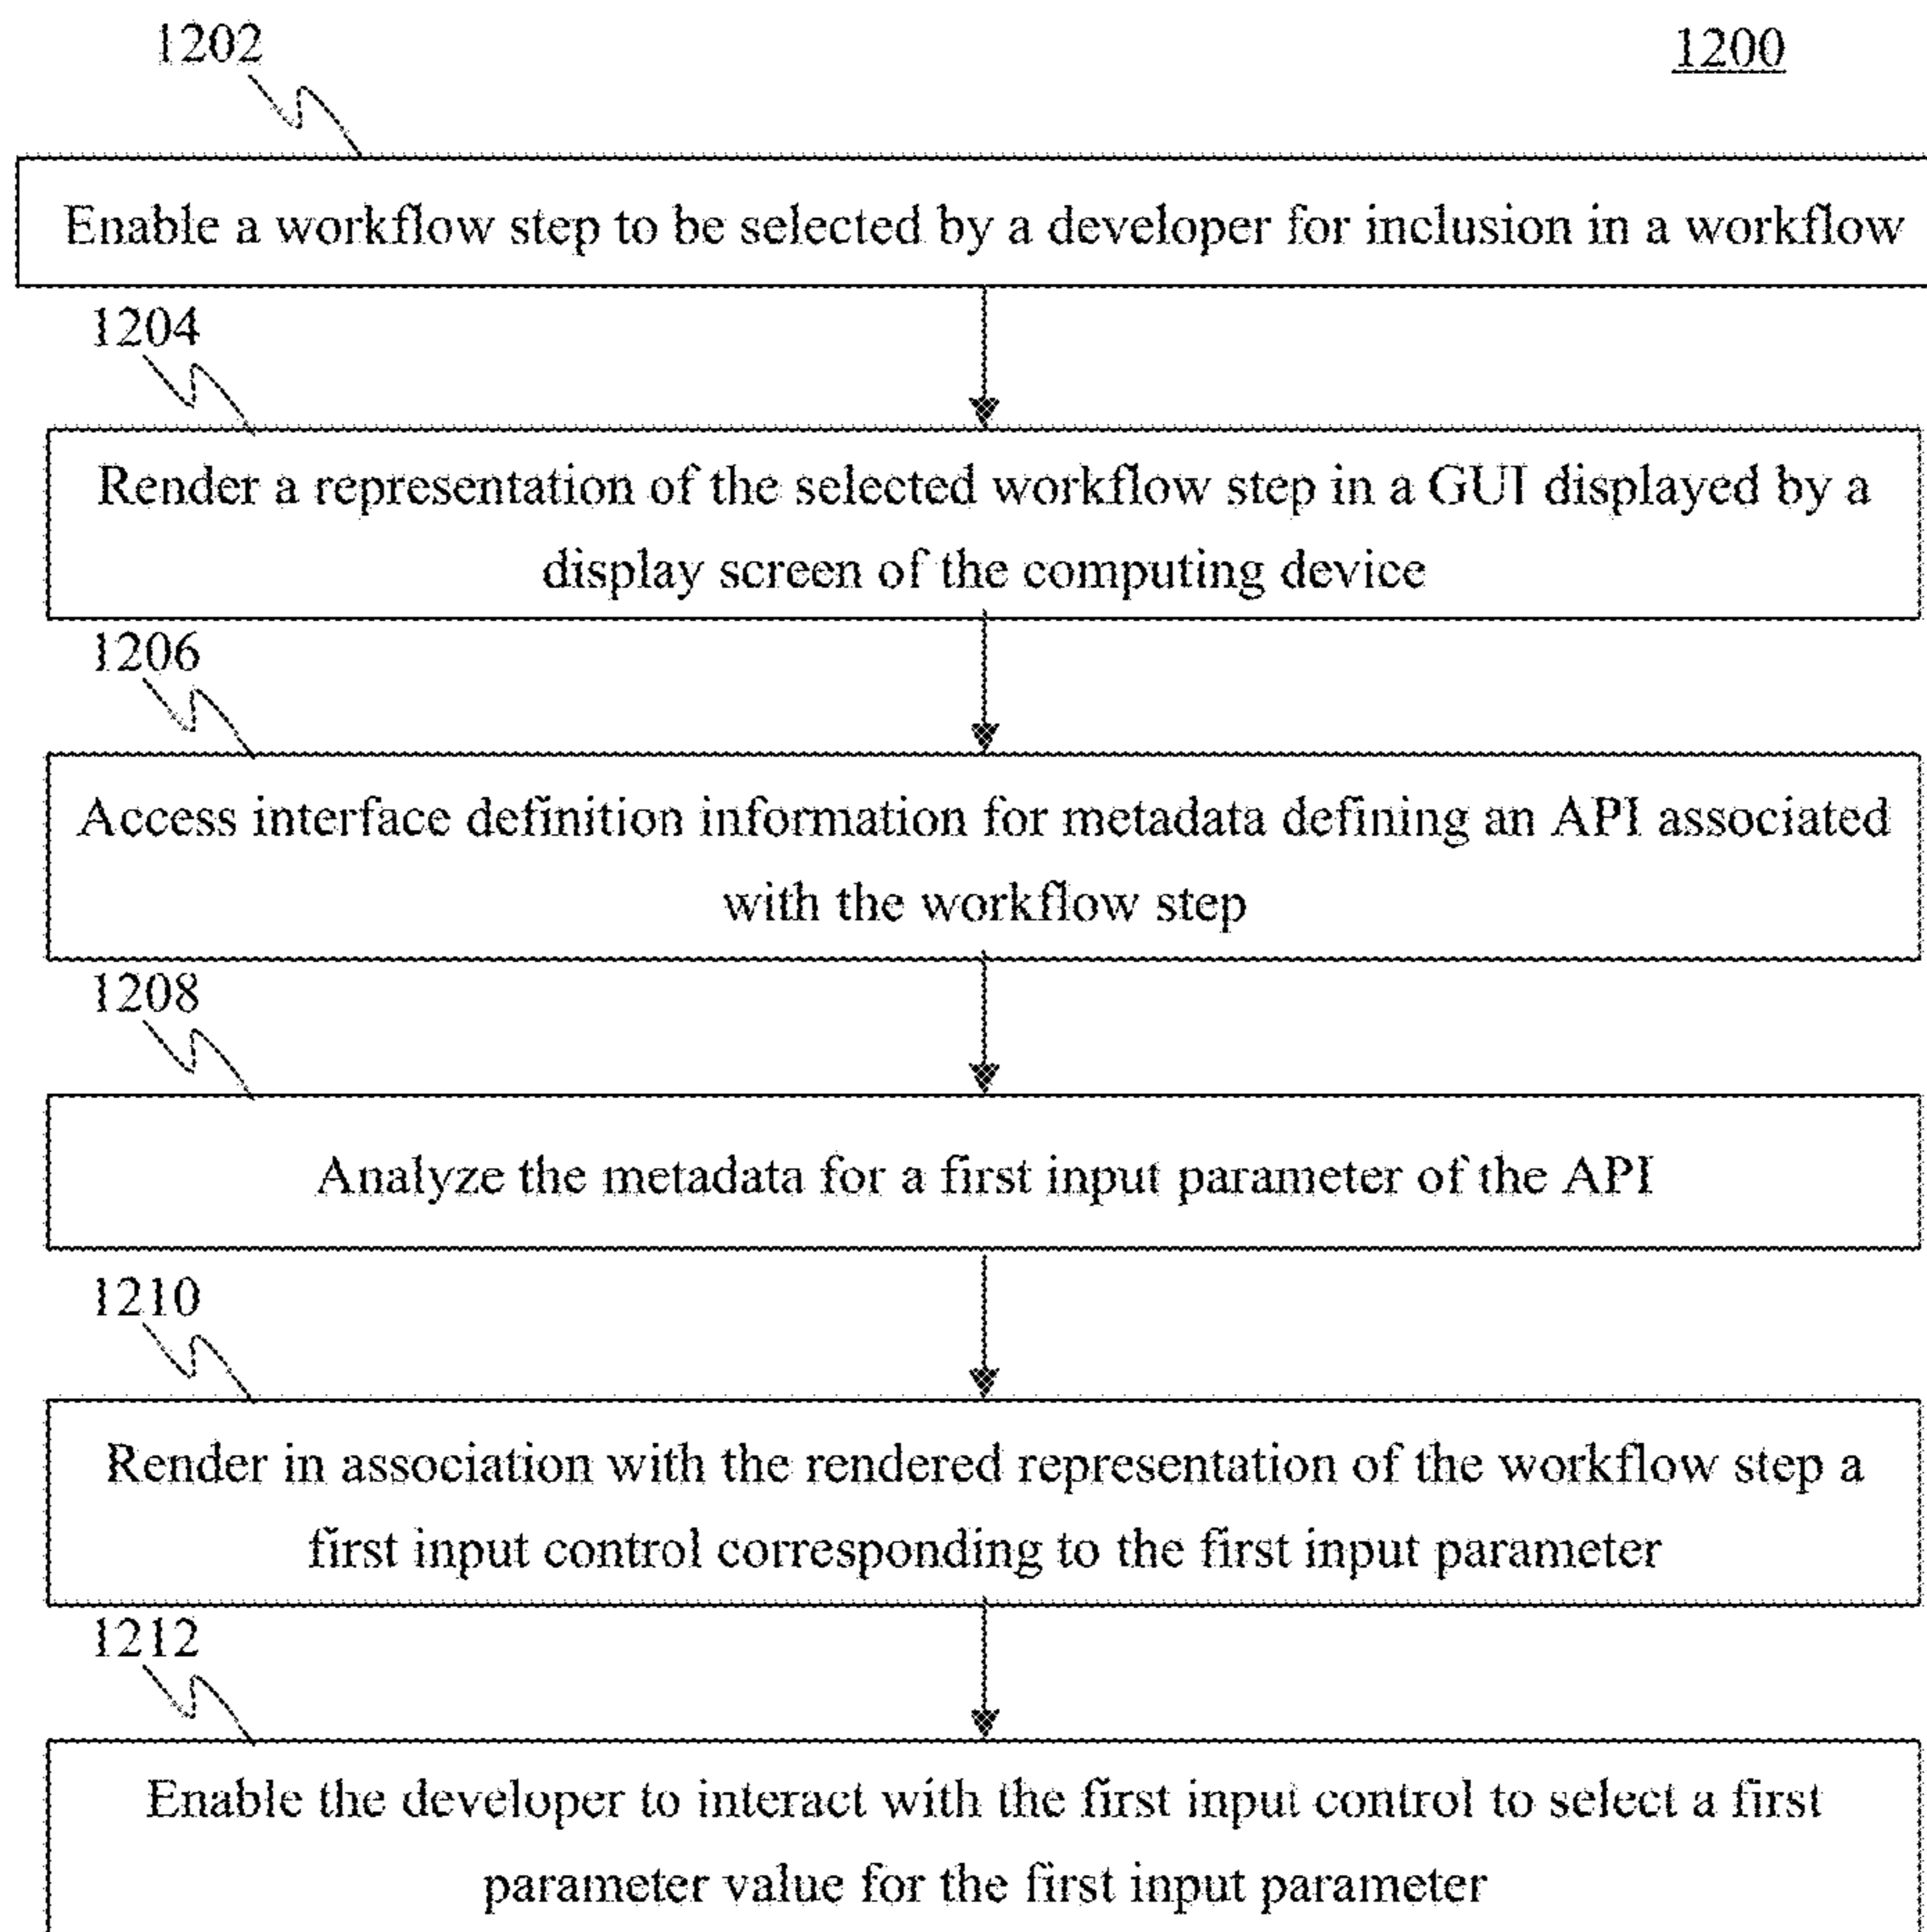 1202
1200
Enable a workflow step to be selected by a developer for inclusion in a workflow
1204
Render a representation of the selected workflow step in a GUI displayed by a
display screen of the computing device
1206
Access interface definition information for metadata defining an API associated
with the workflow step
1208
Analyze the metadata for a first input parameter of the API
1210
Render in association with the rendered representation of the workflow step a
first input control corresponding to the first input parameter
1212
Enable the developer to interact with the first input control to select a first
parameter value for the first input parameter